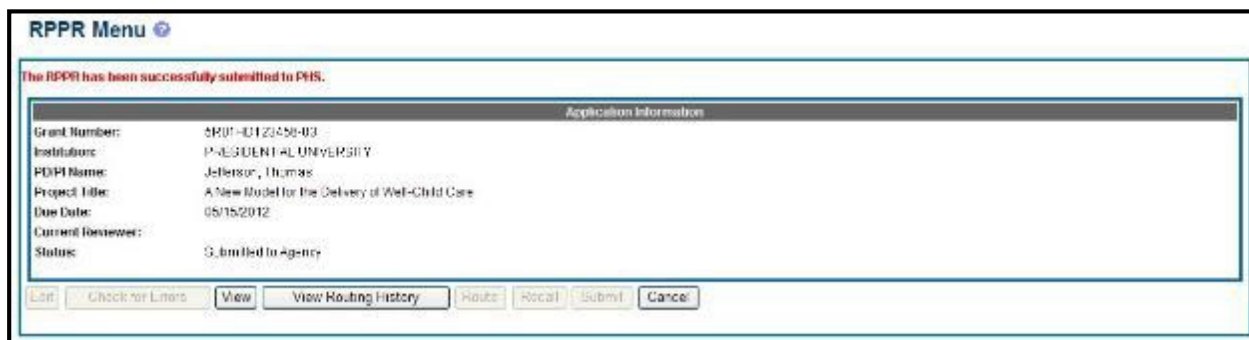 RPPR Menu ?
The RPPR has been successfully submitted to PHS.
Application Information
Grant Number: 5R01HD123456-03
Institution: PRESIDENTIAL UNIVERSITY
PD/PI Name: Jefferson, Thomas
Project Title: A New Model for the Delivery of Well-Child Care
Due Date: 05/15/2012
Current Reviewer:
Status: Submitted to Agency
Edit Check for Errors View View Routing History Route Recall Submit Cancel